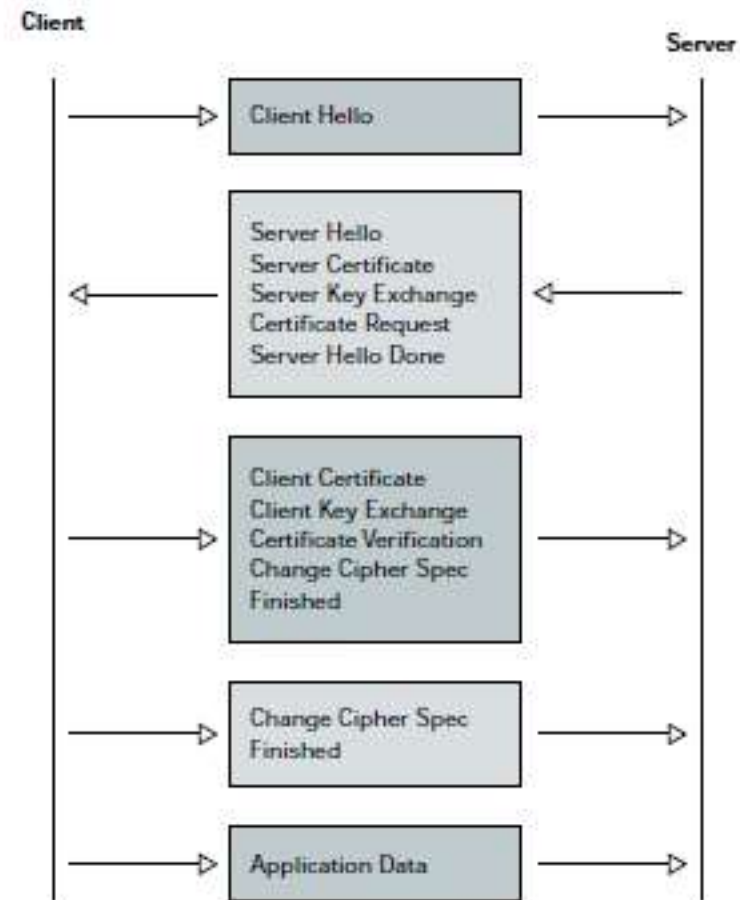 Client
Server
Client Hello
Server Hello
Server Certificate
Server Key Exchange
Certificate Request
Server Hello Done
Client Certificate
Client Key Exchange
Certificate Verification
Change Cipher Spec
Finished
Change Cipher Spec
Finished
Application Data